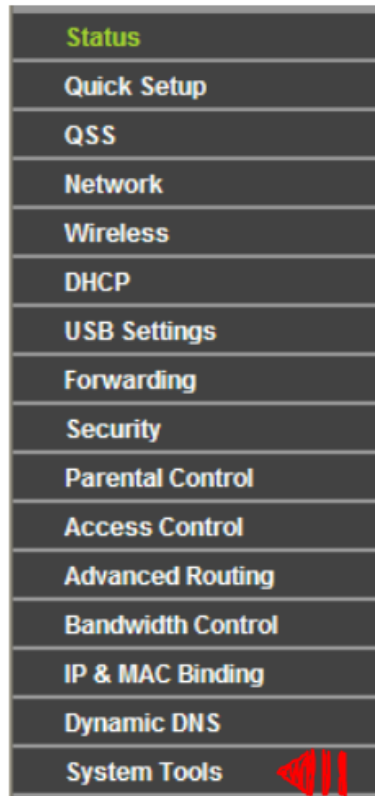 Status
Quick Setup
QSS
Network
Wireless
DHCP
USB Settings
Forwarding
Security
Parental Control
Access Control
Advanced Routing
Bandwidth Control
IP & MAC Binding
Dynamic DNS
System Tools